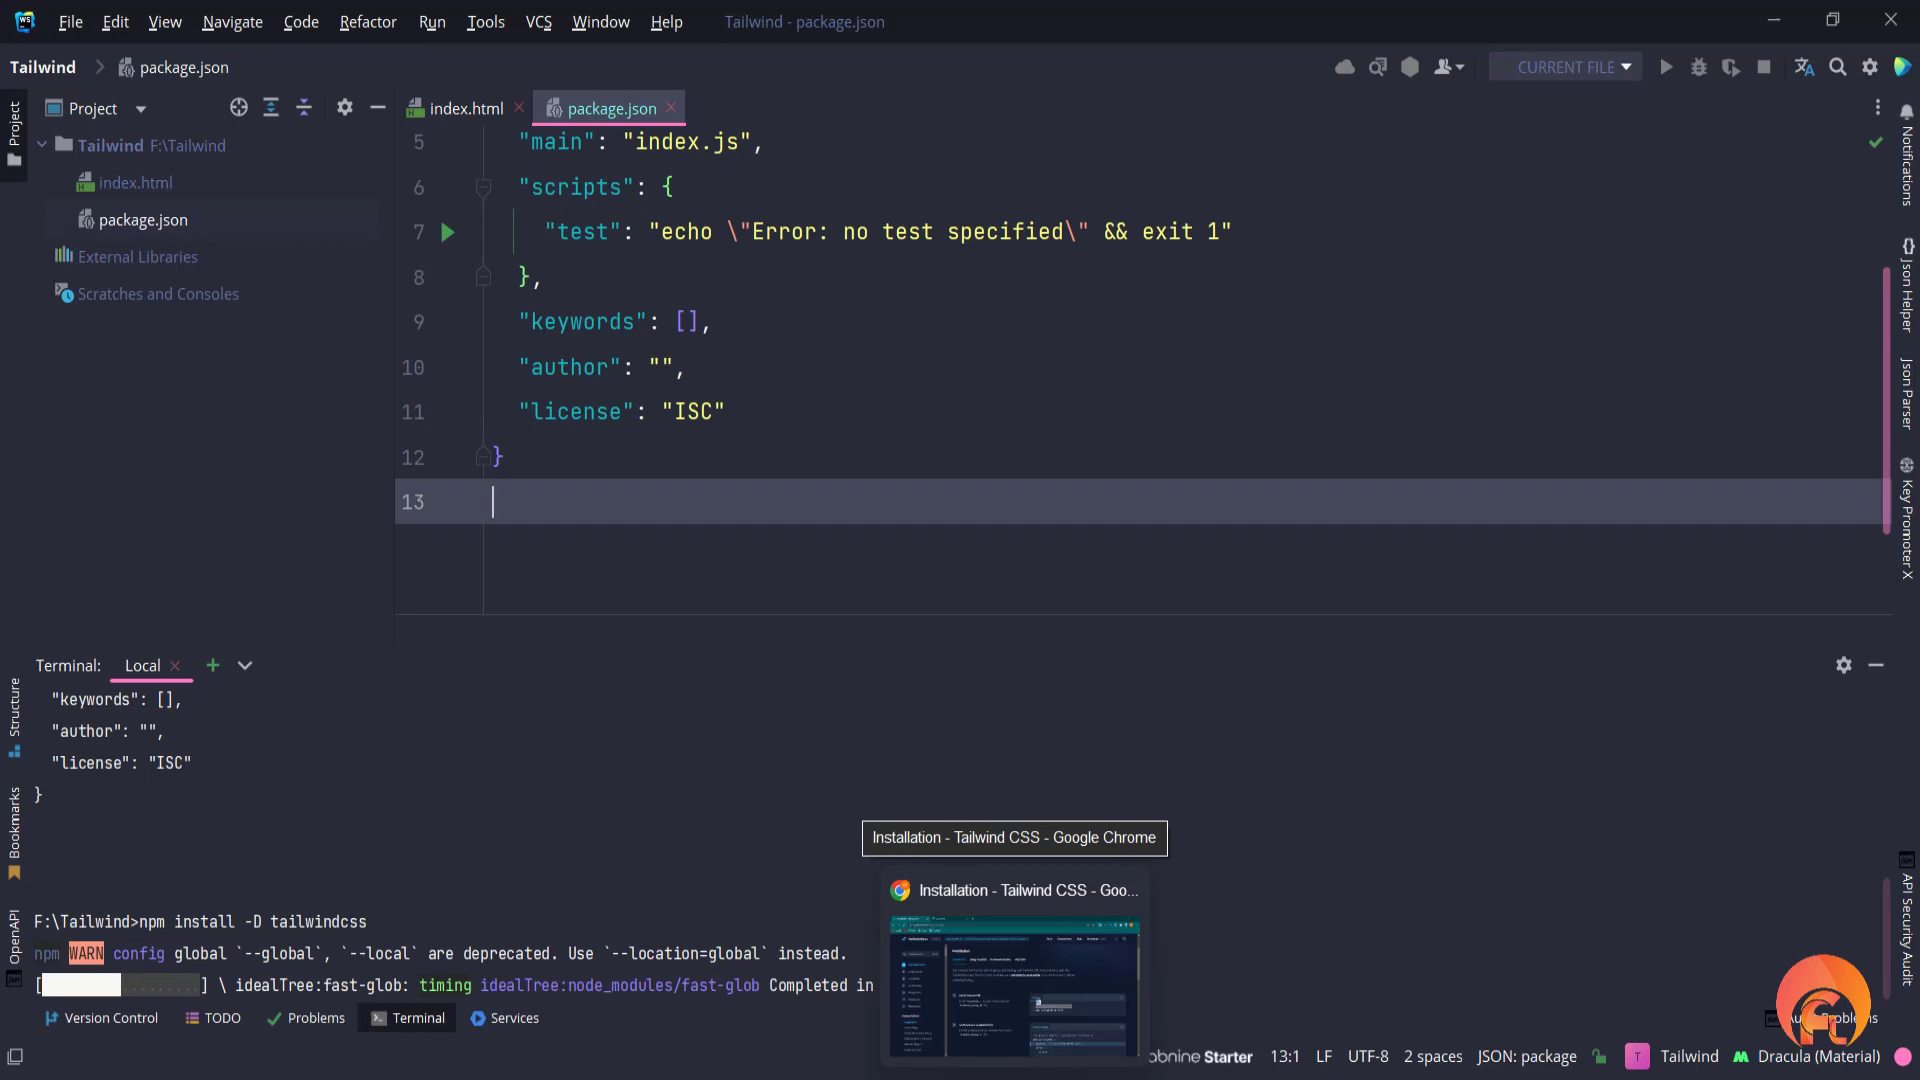 File Edit View Navigate Code Refactor Run Tools VCS Window Help Tailwind - package.json
Tailwind package.json CURRENT FILE
Project
index.html package.json
Project
Tailwind F:\Tailwind
index.html
package.json
External Libraries
Scratches and Consoles
5 "main": "index.js",
6 "scripts": {
7 "test": "echo \"Error: no test specified\" && exit 1"
8 },
9 "keywords": [],
10 "author": "",
11 "license": "ISC"
12 }
13
Notifications
Json Helper
Json Parser
Key Promoter X
Structure
Bookmarks
OpenAPI
API Security Audit
Terminal: Local
"keywords": [],
"author": "",
"license": "ISC"
}
F:\Tailwind>npm install -D tailwindcss
npm WARN config global `--global`, `--local` are deprecated. Use `--location=global` instead.
[ .........] \ idealTree:fast-glob: timing idealTree:node_modules/fast-glob Completed in
Installation - Tailwind CSS - Google Chrome
Installation - Tailwind CSS - Goo...
Version Control TODO Problems Terminal Services
abnine Starter 13:1 LF UTF-8 2 spaces JSON: package T Tailwind Dracula (Material)